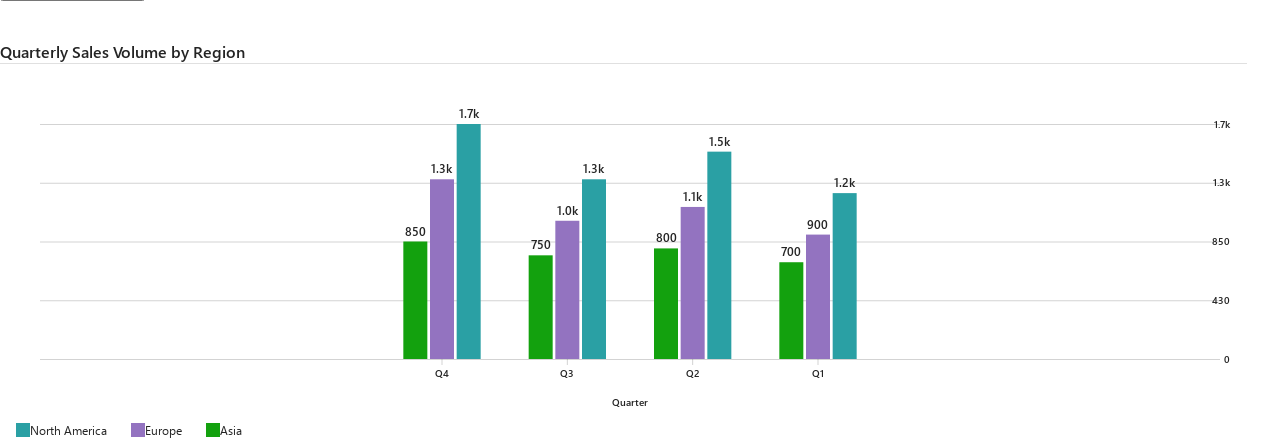 Quarterly Sales Volume by Region
1.7k
1.3k
850
430
0
850
1.3k
1.7k
750
1.0k
1.3k
800
1.1k
1.5k
700
900
1.2k
Q4
Q3
Q2
Q1
Quarter
North America
Europe
Asia